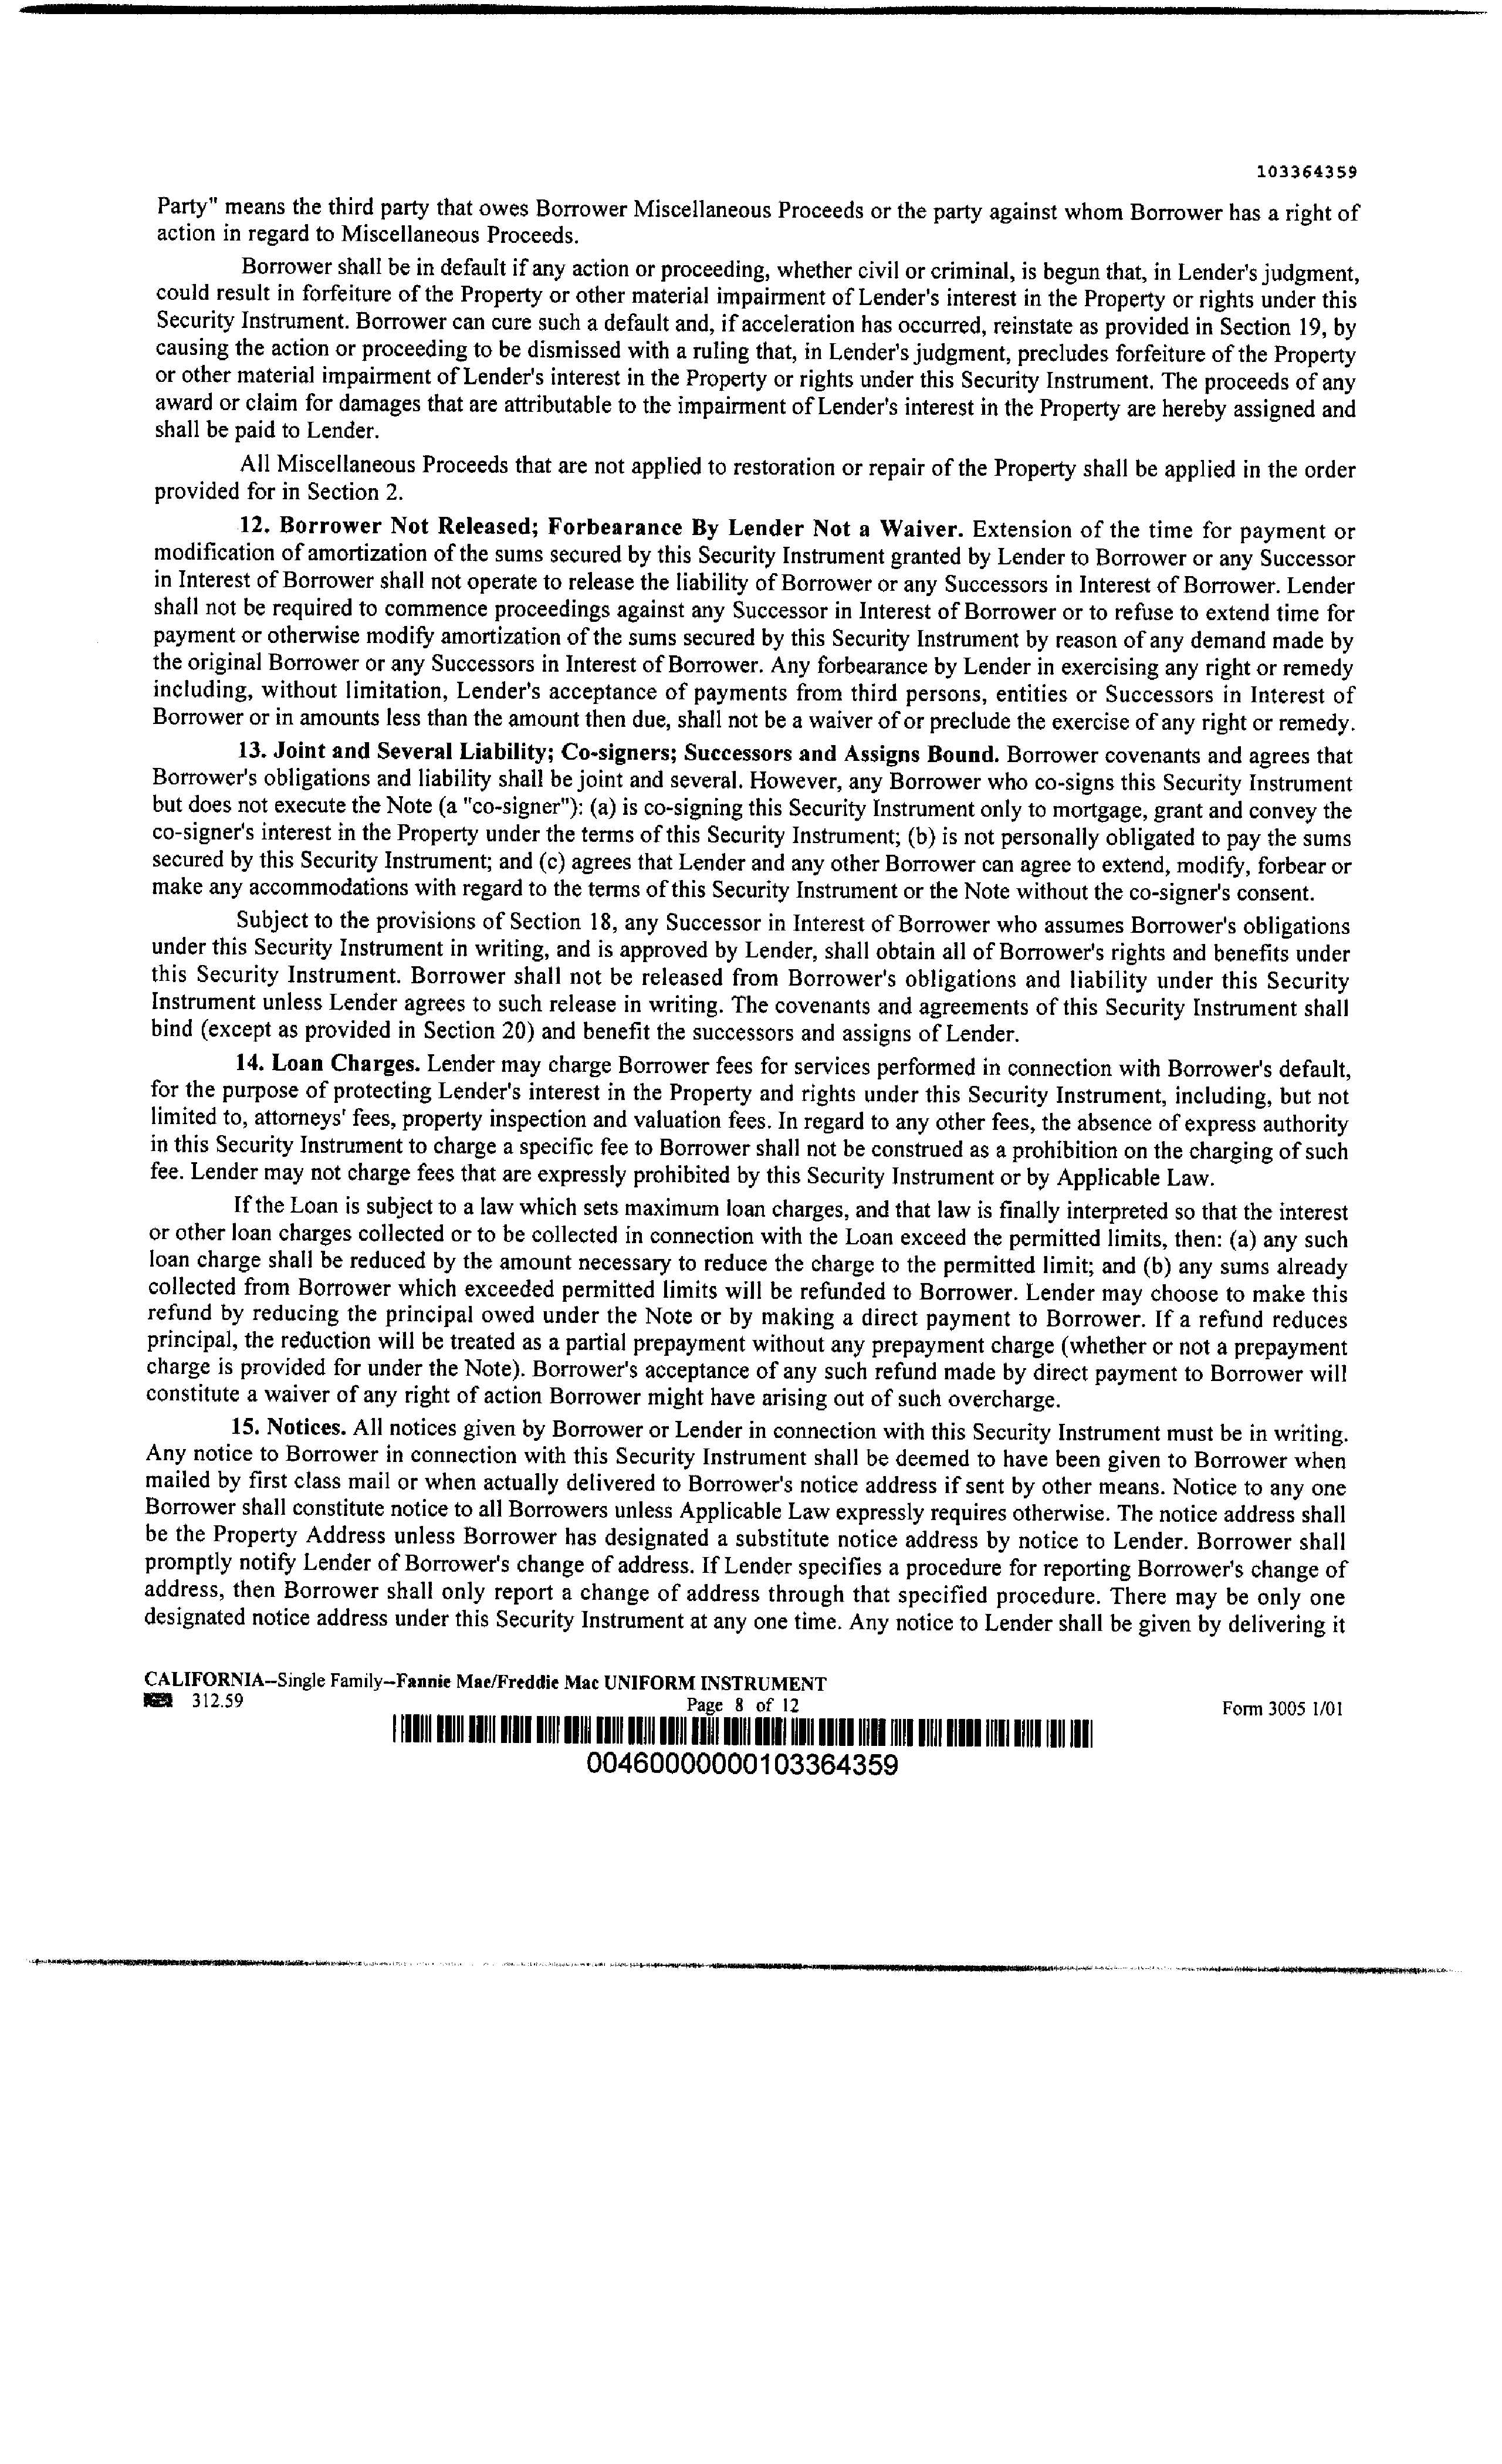 103364359
Party" means the third party that owes Borrower Miscellaneous Proceeds or the party against whom Borrower has a right of
action in regard to Miscellaneous Proceeds.
Borrower shall be in default if any action or proceeding, whether civil or criminal, is begun that, in Lender's judgment,
could result in forfeiture of the Property or other material impairment of Lender's interest in the Property or rights under this
Security Instrument. Borrower can cure such a default and, if acceleration has occurred, reinstate as provided in Section 19, by
causing the action or proceeding to be dismissed with a ruling that, in Lender's judgment, precludes forfeiture of the Property
or other material impairment of Lender's interest in the Property or rights under this Security Instrument. The proceeds of any
award or claim for damages that are attributable to the impairment of Lender's interest in the Property are hereby assigned and
shall be paid to Lender.
All Miscellaneous Proceeds that are not applied to restoration or repair of the Property shall be applied in the order
provided for in Section 2.
12. Borrower Not Released; Forbearance By Lender Not a Waiver. Extension of the time for payment or
modification of amortization of the sums secured by this Security Instrument granted by Lender to Borrower or any Successor
in Interest of Borrower shall not operate to release the liability of Borrower or any Successors in Interest of Borrower. Lender
shall not be required to commence proceedings against any Successor in Interest of Borrower or to refuse to extend time for
payment or otherwise modify amortization of the sums secured by this Security Instrument by reason of any demand made by
the original Borrower or any Successors in Interest of Borrower. Any forbearance by Lender in exercising any right or remedy
including, without limitation, Lender's acceptance of payments from third persons, entities or Successors in Interest of
Borrower or in amounts less than the amount then due, shall not be a waiver of or preclude the exercise of any right or remedy.
13. Joint and Several Liability; Co-signers; Successors and Assigns Bound. Borrower covenants and agrees that
Borrower's obligations and liability shall be joint and several. However, any Borrower who co-signs this Security Instrument
but does not execute the Note (a "co-signer"): (a) is co-signing this Security Instrument only to mortgage, grant and convey the
co-signer's interest in the Property under the terms of this Security Instrument; (b) is not personally obligated to pay the sums
secured by this Security Instrument; and (c) agrees that Lender and any other Borrower can agree to extend, modify, forbear or
make any accommodations with regard to the terms of this Security Instrument or the Note without the co-signer's consent.
Subject to the provisions of Section 18, any Successor in Interest of Borrower who assumes Borrower's obligations
under this Security Instrument in writing, and is approved by Lender, shall obtain all of Borrower's rights and benefits under
this Security Instrument. Borrower shall not be released from Borrower's obligations and liability under this Security
Instrument unless Lender agrees to such release in writing. The covenants and agreements of this Security Instrument shall
bind (except as provided in Section 20) and benefit the successors and assigns of Lender.
14. Loan Charges. Lender may charge Borrower fees for services performed in connection with Borrower's default,
for the purpose of protecting Lender's interest in the Property and rights under this Security Instrument, including, but not
limited to, attorneys' fees, property inspection and valuation fees. In regard to any other fees, the absence of express authority
in this Security Instrument to charge a specific fee to Borrower shall not be construed as a prohibition on the charging of such
fee. Lender may not charge fees that are expressly prohibited by this Security Instrument or by Applicable Law.
If the Loan is subject to a law which sets maximum loan charges, and that law is finally interpreted so that the interest
or other loan charges collected or to be collected in connection with the Loan exceed the permitted limits, then: (a) any such
loan charge shall be reduced by the amount necessary to reduce the charge to the permitted limit; and (b) any sums already
collected from Borrower which exceeded permitted limits will be refunded to Borrower. Lender may choose to make this
refund by reducing the principal owed under the Note or by making a direct payment to Borrower. If a refund reduces
principal, the reduction will be treated as a partial prepayment without any prepayment charge (whether or not a prepayment
charge is provided for under the Note). Borrower's acceptance of any such refund made by direct payment to Borrower will
constitute a waiver of any right of action Borrower might have arising out of such overcharge.
15. Notices. All notices given by Borrower or Lender in connection with this Security Instrument must be in writing.
Any notice to Borrower in connection with this Security Instrument shall be deemed to have been given to Borrower when
mailed by first class mail or when actually delivered to Borrower's notice address if sent by other means. Notice to any one
Borrower shall constitute notice to all Borrowers unless Applicable Law expressly requires otherwise. The notice address shall
be the Property Address unless Borrower has designated a substitute notice address by notice to Lender. Borrower shall
promptly notify Lender of Borrower's change of address. If Lender specifies a procedure for reporting Borrower's change of
address, then Borrower shall only report a change of address through that specified procedure. There may be only one
designated notice address under this Security Instrument at any one time. Any notice to Lender shall be given by delivering it
CALIFORNIA--Single Family--Fannie Mae/Freddie Mac UNIFORM INSTRUMENT
312.59
Page 8 of 12
Form 3005 1/01
00460000000103364359